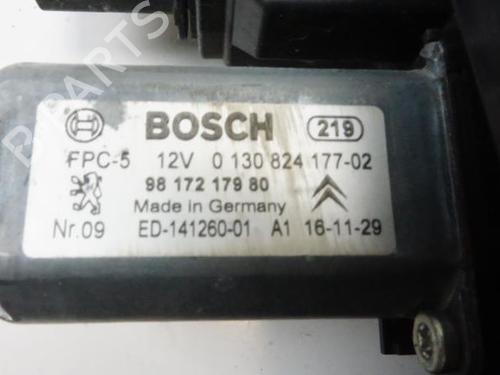 BOSCH 219
FPC-5 12V 0 130 824 177-02
98 172 179 80
Made in Germany
Nr.09 ED-141260-01 A1 16-11-29
B-PARTS